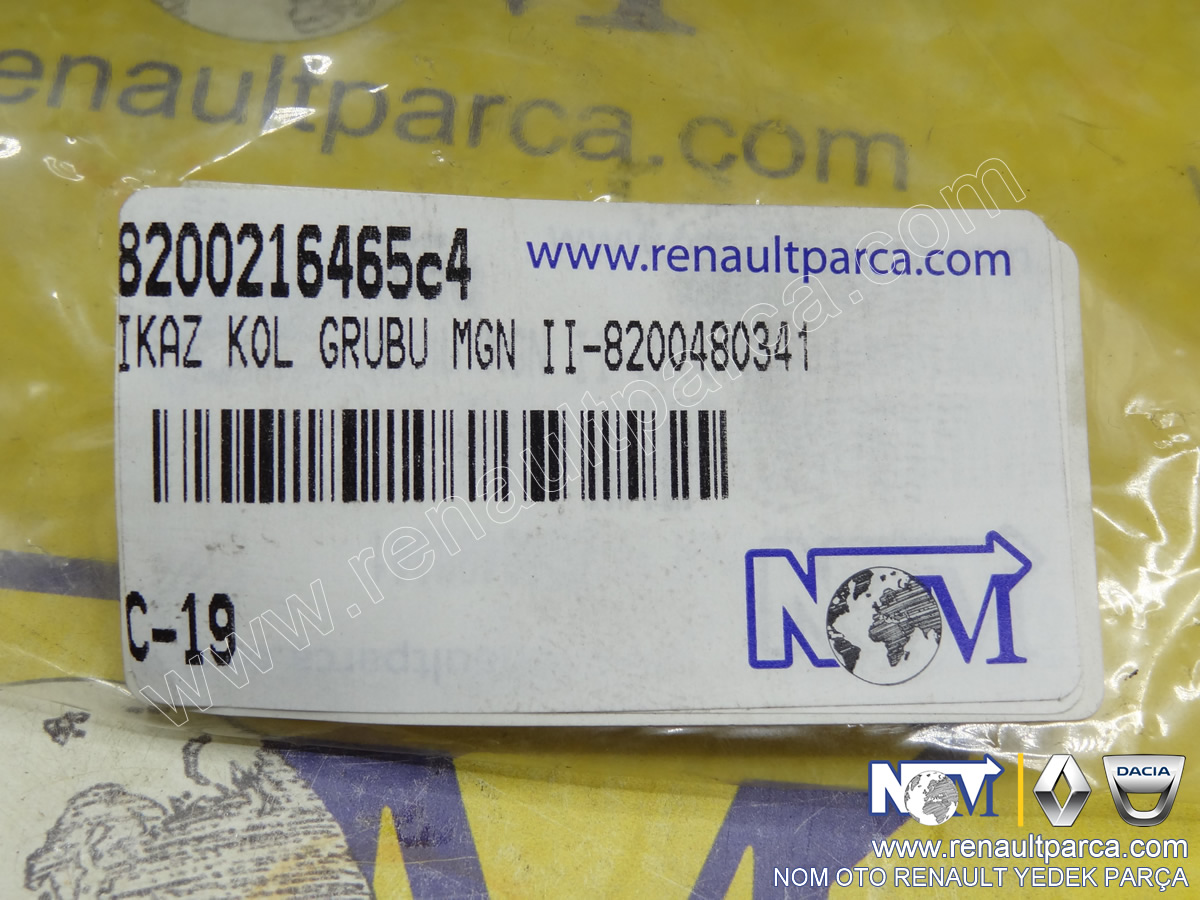 renaultparca.com
8200216465c4
www.renaultparca.com
IKAZ KOL GRUBU MGN II-8200480341
www.renaultparca.com
C-19
NOM
NOM
DACIA
www.renaultparca.com
NOM OTO RENAULT YEDEK PARÇA